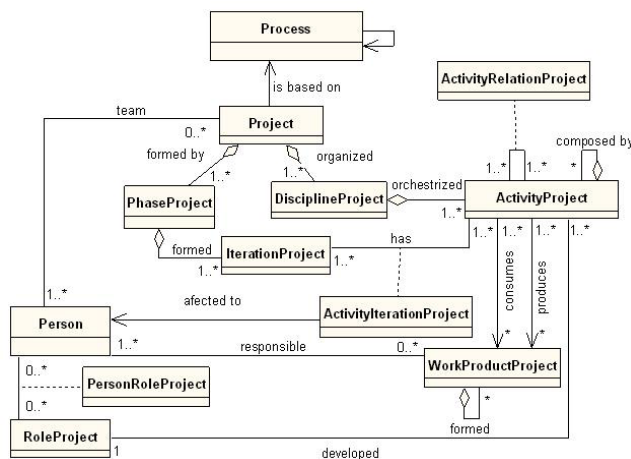 Process
ActivityRelationProject
is based on
team
Project
composed by
0..*
formed by
organized
1..* 1..* *
1..* 1..*
orchestrized
PhaseProject
DisciplineProject
ActivityProject
1..*
formed
has
1..* 1..* 1..* 1..* 1..*
IterationProject
1..* 1..*
consumes
produces
1..*
afected to
ActivityIterationProject
Person
1..*
responsible
0..*
* *
WorkProductProject
0..*
PersonRoleProject
*
0..*
formed
RoleProject
1
developed